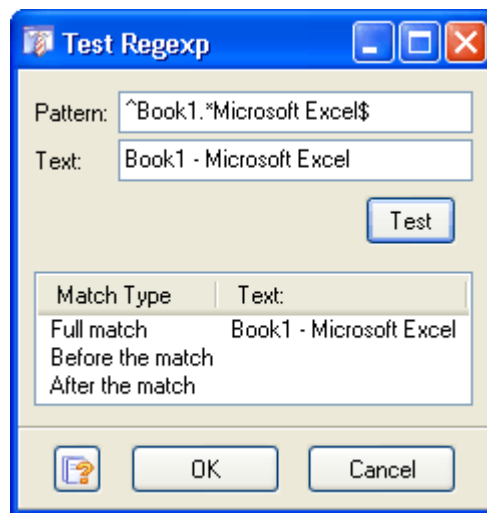 Test Regexp
Pattern: ^Book1.*Microsoft Excel$
Text: Book1 - Microsoft Excel
Test
Match Type Text:
Full match Book1 - Microsoft Excel
Before the match
After the match
OK Cancel